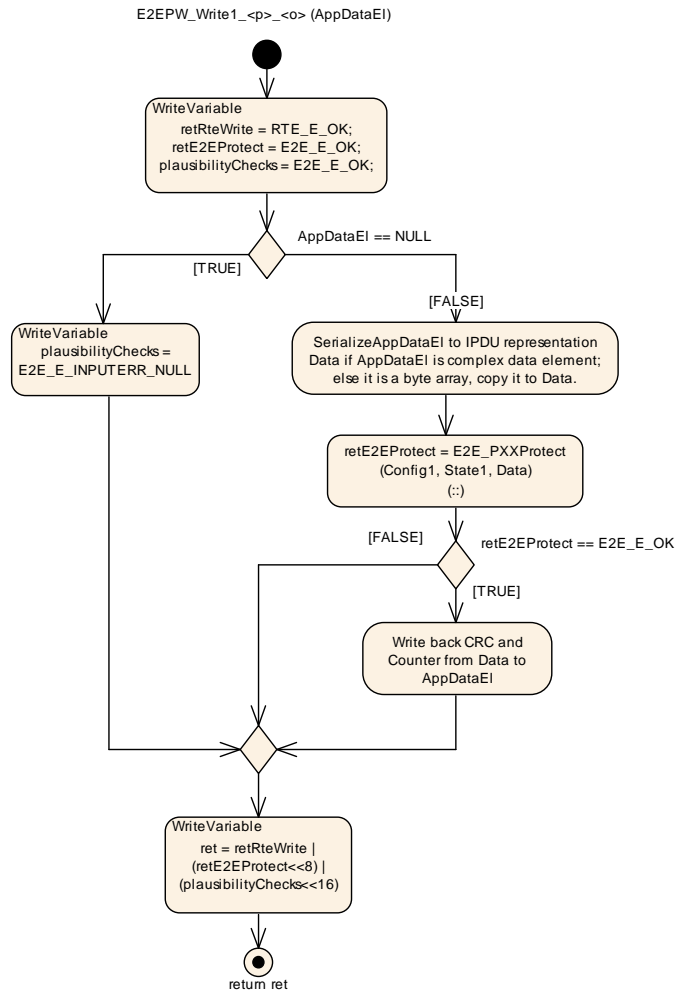 E2EPW_Write1_<p>_<o> (AppDataEl)
WriteVariable
retRteWrite = RTE_E_OK;
retE2EProtect = E2E_E_OK;
plausibilityChecks = E2E_E_OK;
AppDataEl == NULL
[TRUE]
[FALSE]
WriteVariable
plausibilityChecks =
E2E_E_INPUTERR_NULL
SerializeAppDataEl to IPDU representation
Data if AppDataEl is complex data element;
else it is a byte array, copy it to Data.
retE2EProtect = E2E_PXXProtect
(Config1, State1, Data)
(::)
[FALSE]
retE2EProtect == E2E_E_OK
[TRUE]
Write back CRC and
Counter from Data to
AppDataEl
WriteVariable
ret = retRteWrite |
(retE2EProtect<<8) |
(plausibilityChecks<<16)
return ret